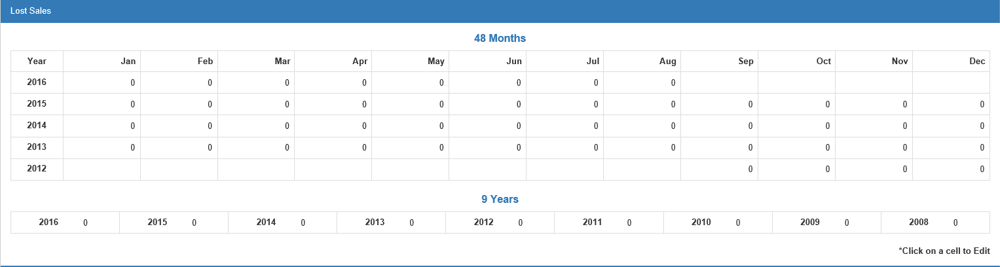 Lost Sales
48 Months
Year Jan Feb Mar Apr May Jun Jul Aug Sep Oct Nov Dec
2016 0 0 0 0 0 0 0 0
2015 0 0 0 0 0 0 0 0 0 0 0 0
2014 0 0 0 0 0 0 0 0 0 0 0 0
2013 0 0 0 0 0 0 0 0 0 0 0 0
2012 0 0 0 0
9 Years
2016 0 2015 0 2014 0 2013 0 2012 0 2011 0 2010 0 2009 0 2008 0
*Click on a cell to Edit